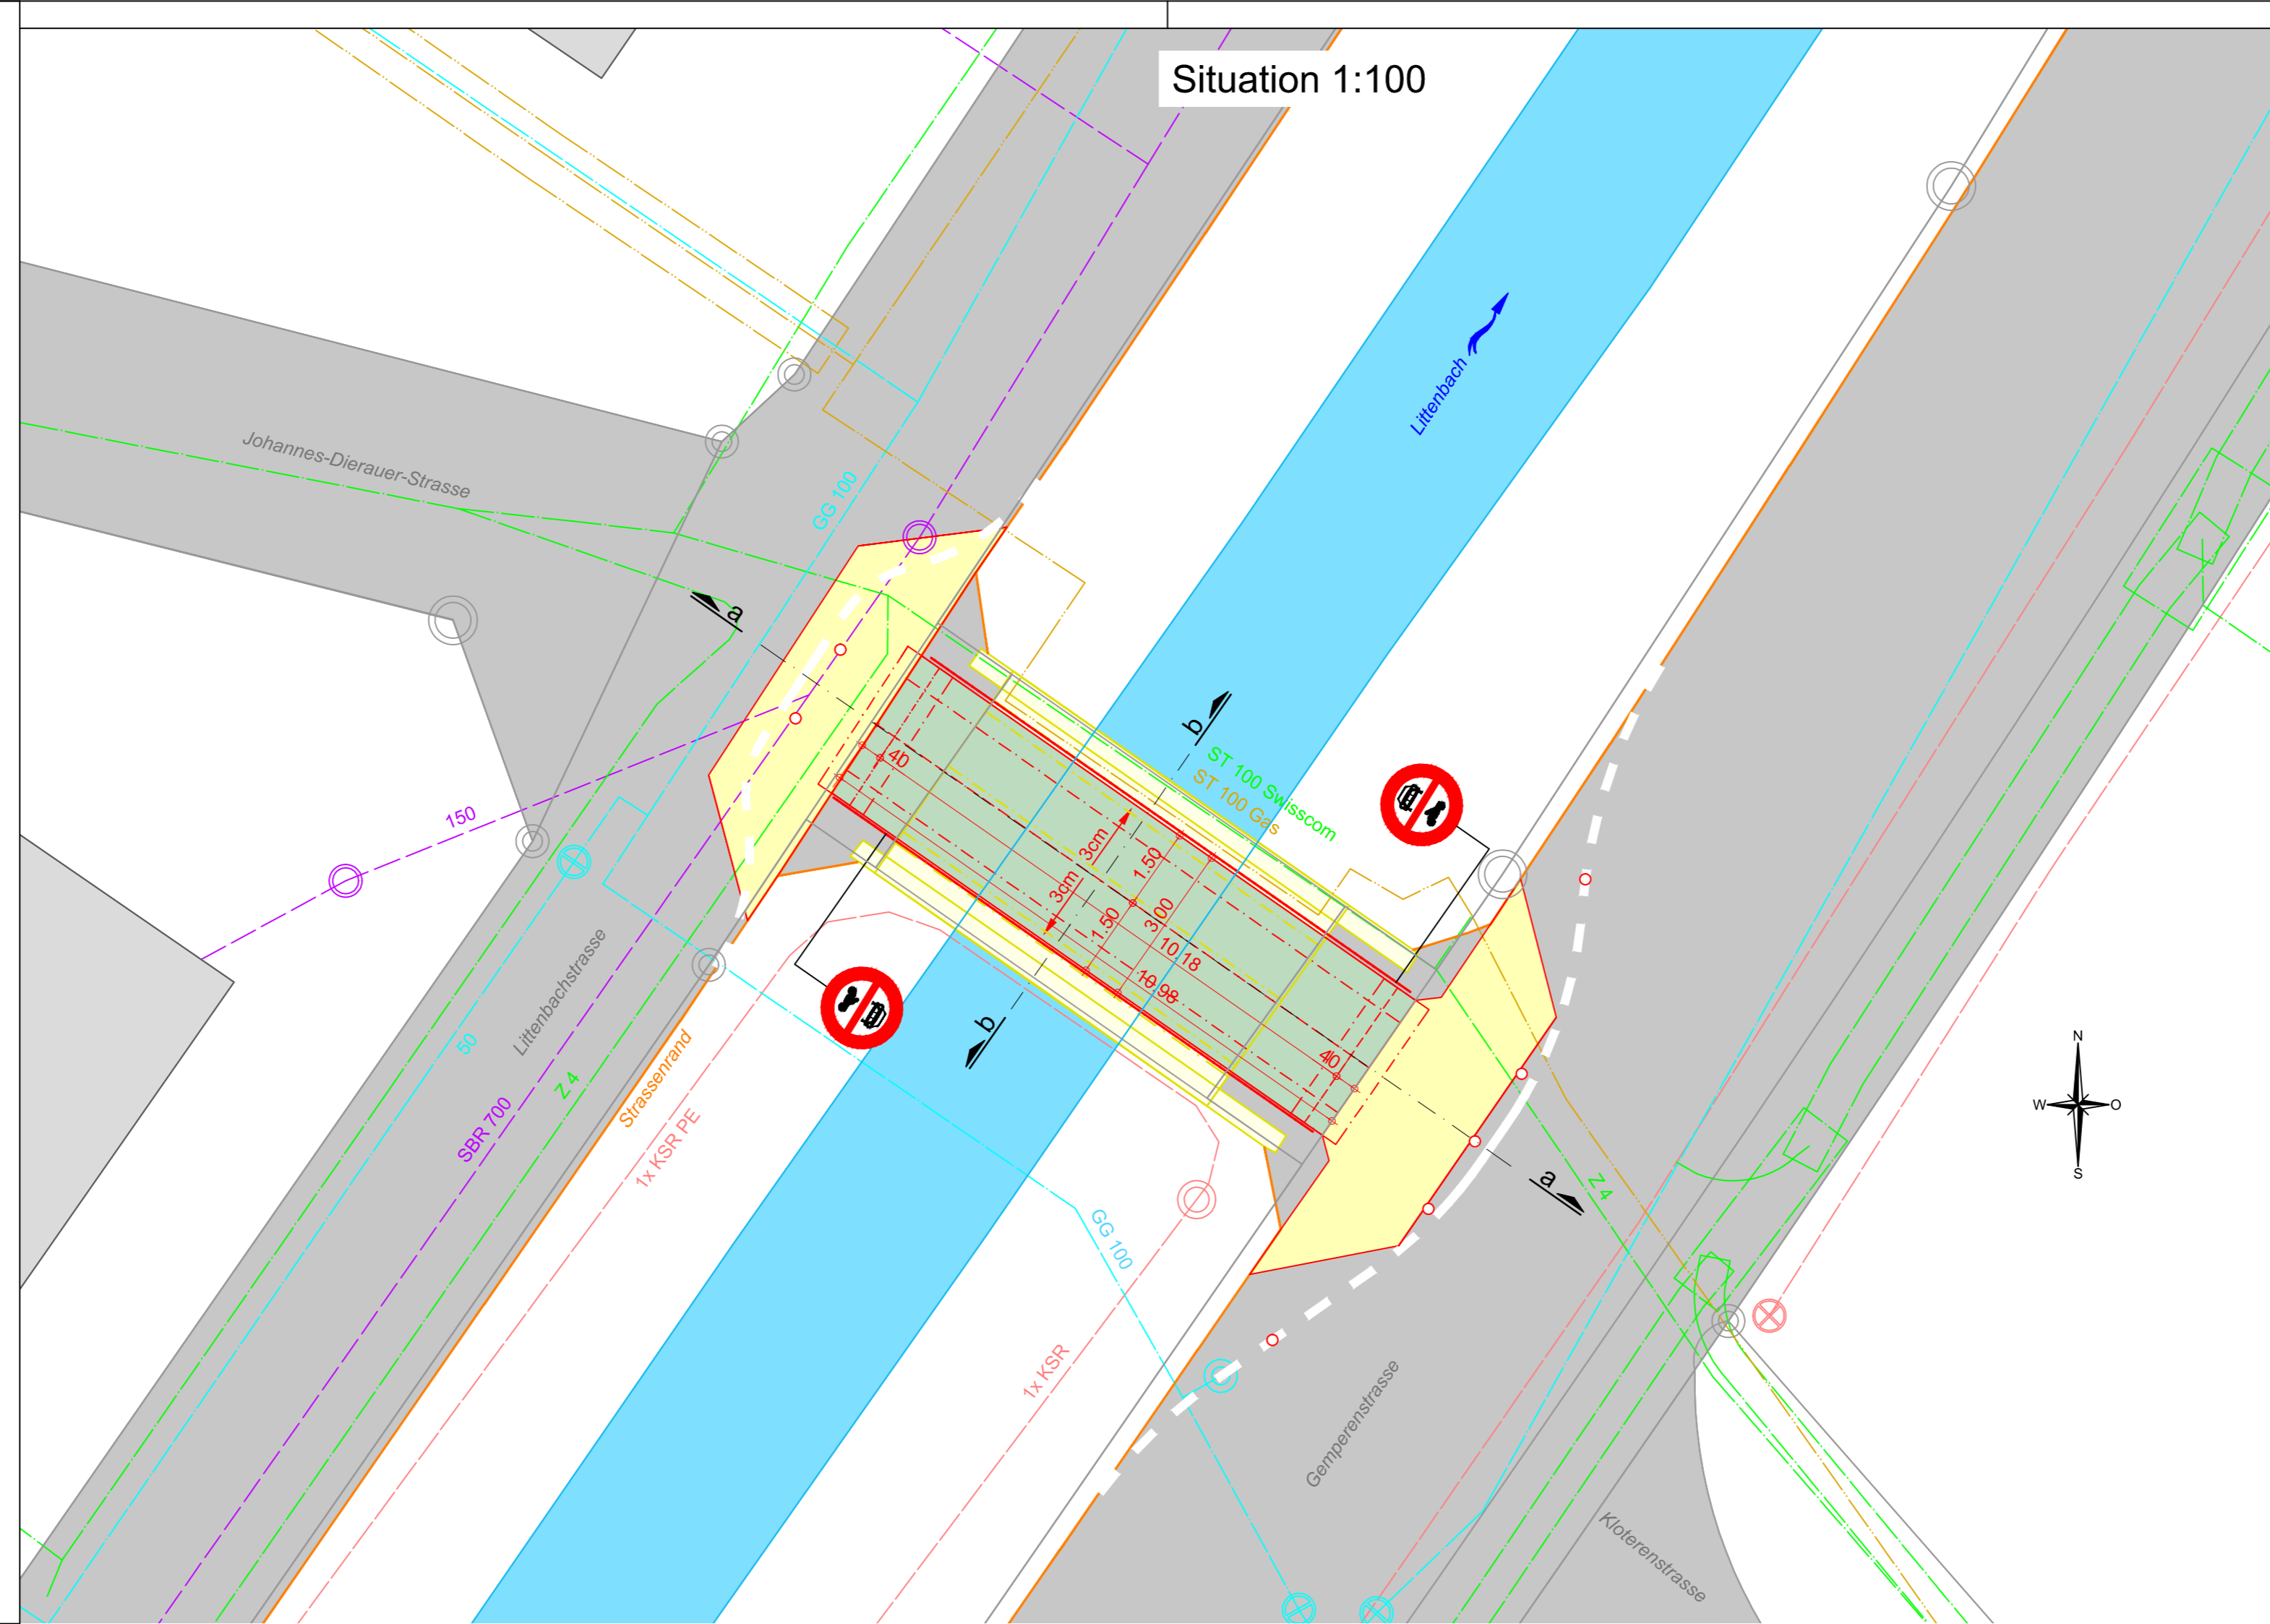 Situation 1:100
Littenbach
Johannes-Dierauer-Strasse
GG 100
a
b
ST 100 Swisscom
ST 100 Gas
40
3cm
1.50
3cm
1.50
3.00
10.18
10.98
40
150
Littenbachstrasse
50
b
Z 4
Strassenrand
SBR 700
1x KSR PE
N
W
O
S
a
Z 4
GG 100
1x KSR
Gemperenstrasse
Kloterenstrasse